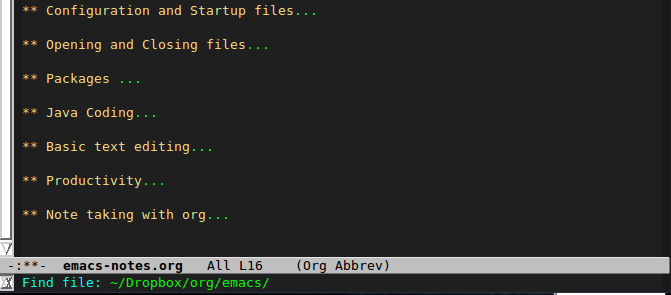 ** Configuration and Startup files...
** Opening and Closing files...
** Packages ...
** Java Coding...
** Basic text editing...
** Productivity...
** Note taking with org...
-:**-  emacs-notes.org   All L16    (Org Abbrev)
Find file: ~/Dropbox/org/emacs/